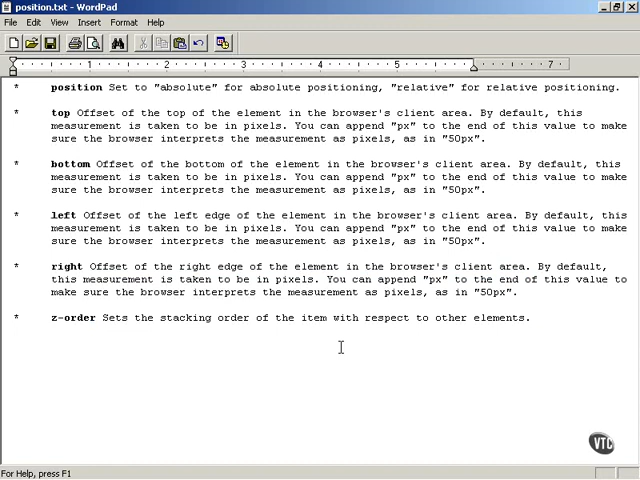 position.txt - WordPad
File Edit View Insert Format Help
1 2 3 4 5 7
* position Set to "absolute" for absolute positioning, "relative" for relative positioning.
* top Offset of the top of the element in the browser's client area. By default, this
measurement is taken to be in pixels. You can append "px" to the end of this value to make
sure the browser interprets the measurement as pixels, as in "50px".
* bottom Offset of the bottom of the element in the browser's client area. By default, this
measurement is taken to be in pixels. You can append "px" to the end of this value to make
sure the browser interprets the measurement as pixels, as in "50px".
* left Offset of the left edge of the element in the browser's client area. By default, this
measurement is taken to be in pixels. You can append "px" to the end of this value to make
sure the browser interprets the measurement as pixels, as in "50px".
* right Offset of the right edge of the element in the browser's client area. By default,
this measurement is taken to be in pixels. You can append "px" to the end of this value to
make sure the browser interprets the measurement as pixels, as in "50px".
* z-order Sets the stacking order of the item with respect to other elements.
VTC
For Help, press F1